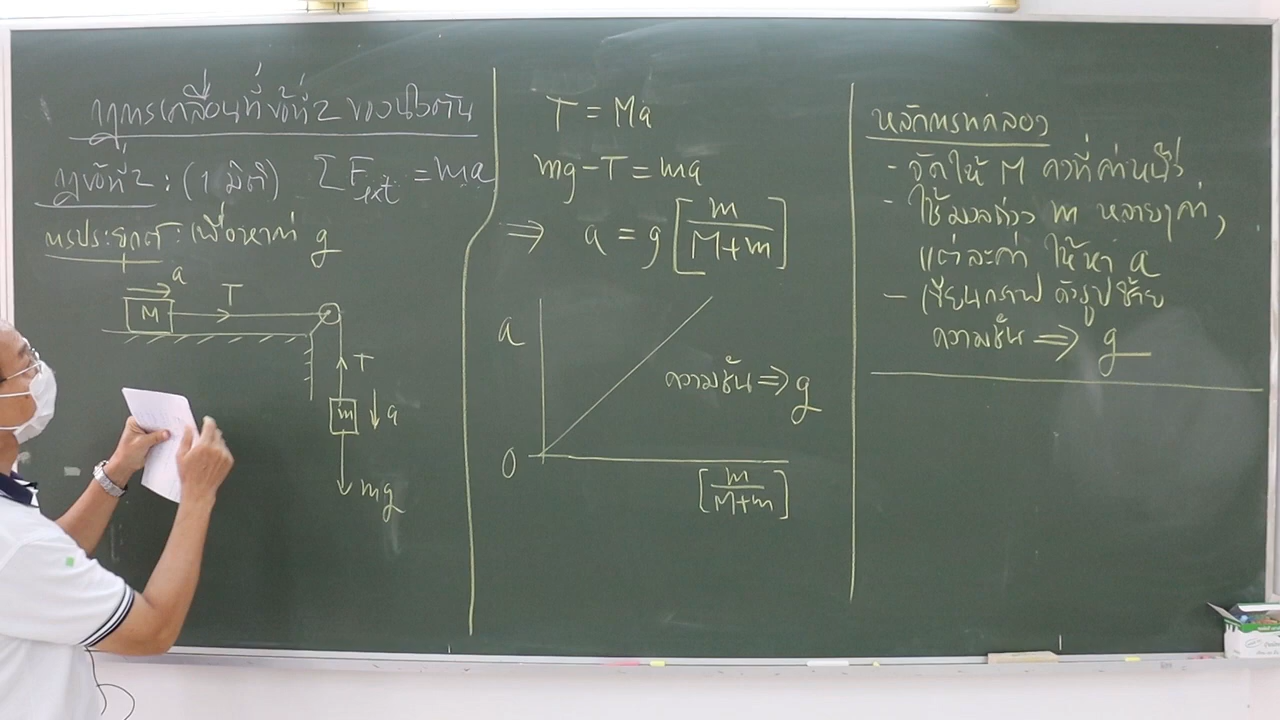 กฎการเคลื่อนที่ข้อที่ 2 ของนิวตัน
กฎข้อที่ 2 : (1 มิติ) ΣF_ext = ma
การประยุกต์ : เพื่อหาค่า g
a
M
T
T
m
a
mg
T = Ma
mg - T = ma
⇒ a = g [m/(M+m)]
a
ความชัน ⇒ g
0
[m/(M+m)]
หลักการทดลอง
- จัดให้ M คงที่ค่าหนึ่ง
- ใช้มวลถ่วง m หลายๆค่า,
แต่ละค่า ให้หา a
- เขียนกราฟ ดังรูปซ้าย
ความชัน ⇒ g